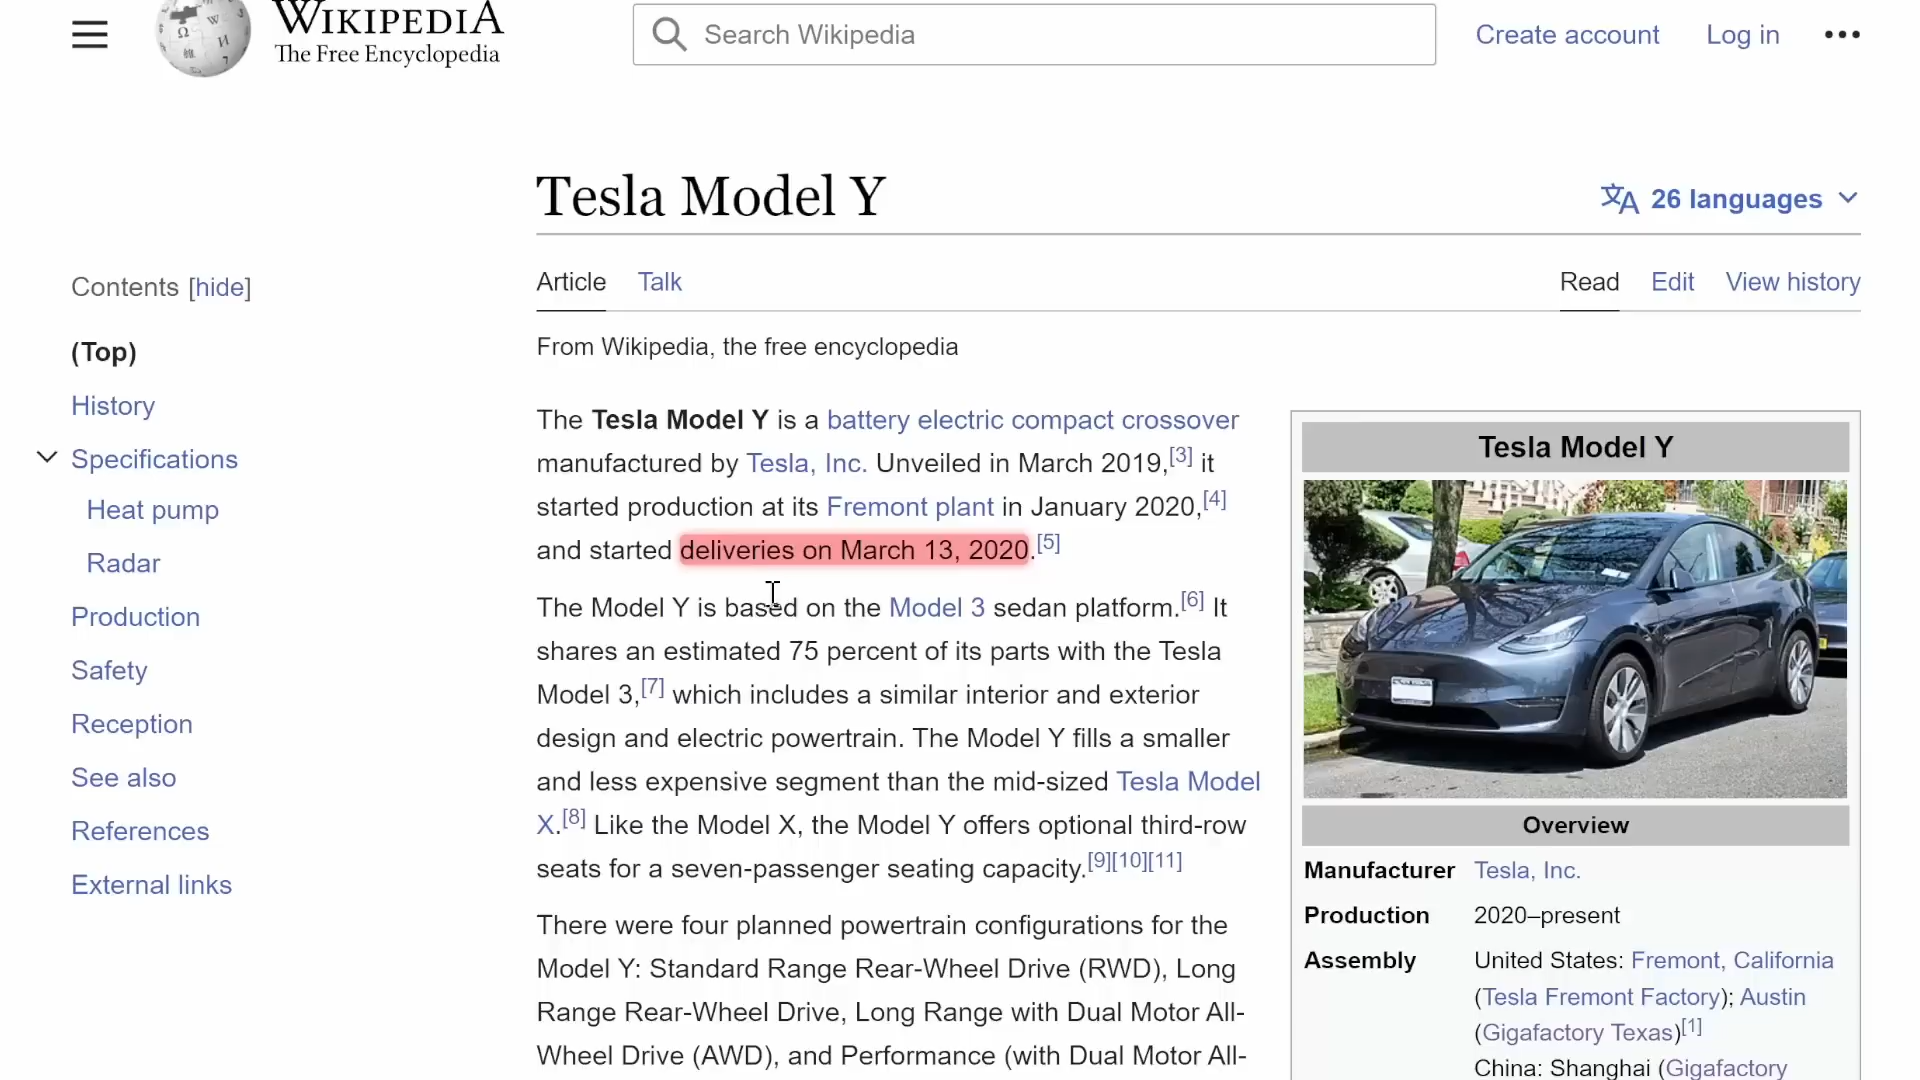 WIKIPEDIA
The Free Encyclopedia
Search Wikipedia
Create account
Log in
Tesla Model Y
26 languages
Contents [hide]
(Top)
History
Specifications
Heat pump
Radar
Production
Safety
Reception
See also
References
External links
Article
Talk
Read
Edit
View history
From Wikipedia, the free encyclopedia
The Tesla Model Y is a battery electric compact crossover
manufactured by Tesla, Inc. Unveiled in March 2019,[3] it
started production at its Fremont plant in January 2020,[4]
and started deliveries on March 13, 2020.[5]
The Model Y is based on the Model 3 sedan platform.[6] It
shares an estimated 75 percent of its parts with the Tesla
Model 3,[7] which includes a similar interior and exterior
design and electric powertrain. The Model Y fills a smaller
and less expensive segment than the mid-sized Tesla Model
X.[8] Like the Model X, the Model Y offers optional third-row
seats for a seven-passenger seating capacity.[9][10][11]
There were four planned powertrain configurations for the
Model Y: Standard Range Rear-Wheel Drive (RWD), Long
Range Rear-Wheel Drive, Long Range with Dual Motor All-
Wheel Drive (AWD), and Performance (with Dual Motor All-
Tesla Model Y
Overview
Manufacturer Tesla, Inc.
Production 2020–present
Assembly United States: Fremont, California
(Tesla Fremont Factory); Austin
(Gigafactory Texas)[1]
China: Shanghai (Gigafactory